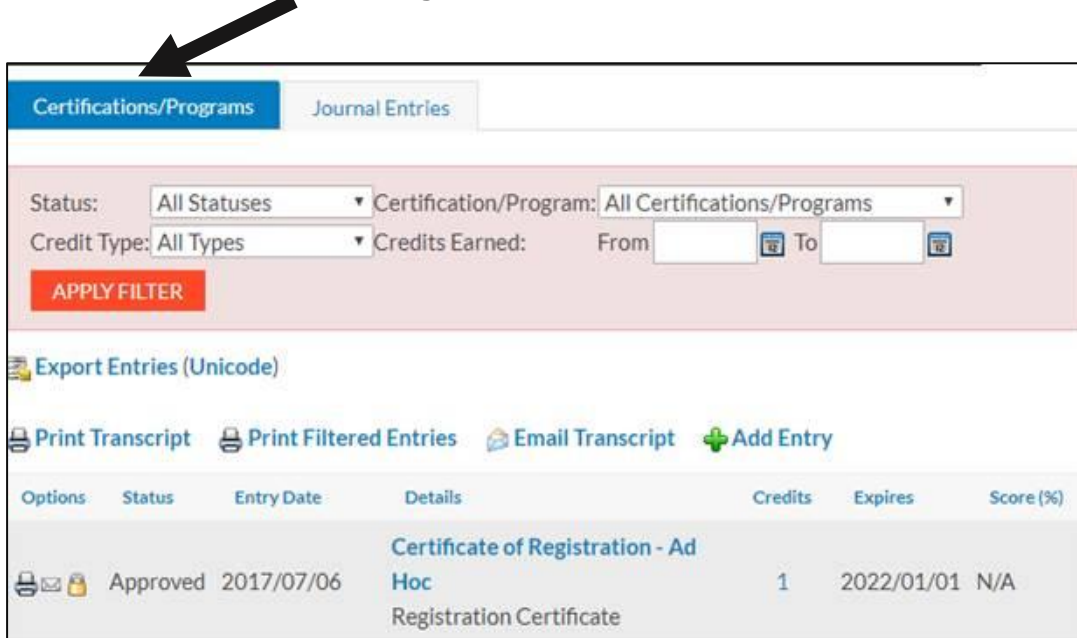 Certifications/Programs Journal Entries
Status: All Statuses Certification/Program: All Certifications/Programs
Credit Type: All Types Credits Earned: From To
APPLY FILTER
Export Entries (Unicode)
Print Transcript Print Filtered Entries Email Transcript Add Entry
Options Status Entry Date Details Credits Expires Score (%)
Certificate of Registration - Ad
Approved 2017/07/06 Hoc 1 2022/01/01 N/A
Registration Certificate